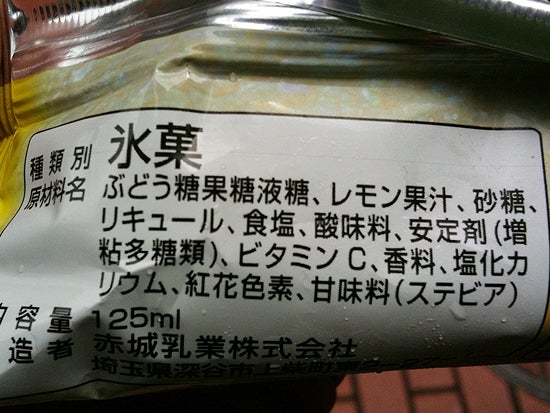 種類別 氷菓
原材料名 ぶどう糖果糖液糖、レモン果汁、砂糖、
リキュール、食塩、酸味料、安定剤(増
粘多糖類)、ビタミンC、香料、塩化カ
リウム、紅花色素、甘味料(ステビア)
内容量 125ml
造者 赤城乳業株式会社
埼玉県深谷市上柴町東